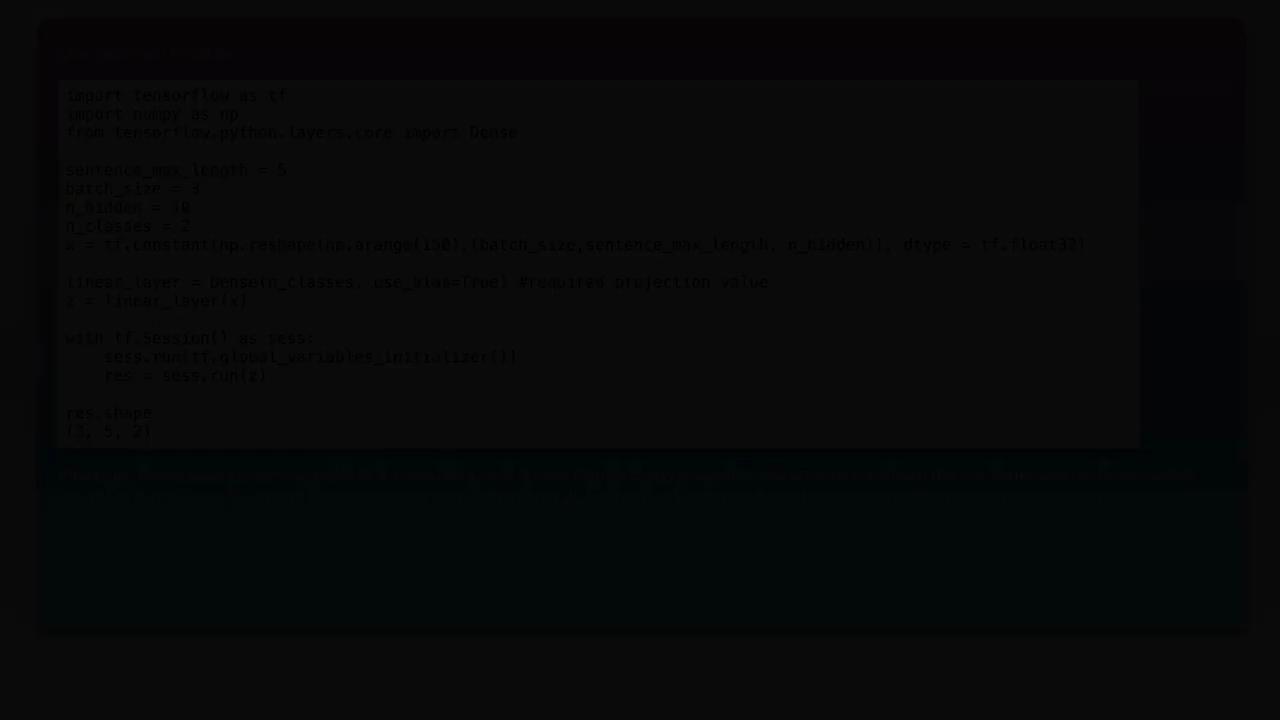 import tensorflow as tf
import numpy as np
from tensorflow.python.layers.core import Dense
sentence_max_length = 5
batch_size = 3
n_hidden = 10
n_classes = 2
x = tf.constant(np.reshape(np.arange(150),(batch_size,sentence_max_length, n_hidden)), dtype = tf.float32)
linear_layer = Dense(n_classes, use_bias=True) #required projection value
z = linear_layer(x)
with tf.Session() as sess:
    sess.run(tf.global_variables_initializer())
    res = sess.run(z)
res.shape
(3, 5, 2)